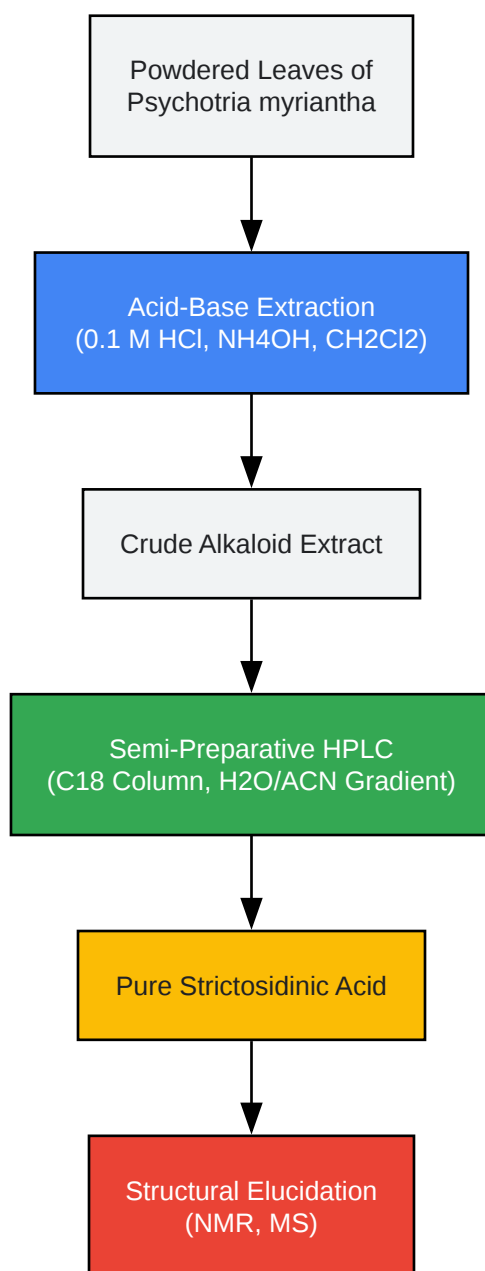 Powdered Leaves of
Psychotria myriantha
Acid-Base Extraction
(0.1 M HCl, NH4OH, CH2Cl2)
Crude Alkaloid Extract
Semi-Preparative HPLC
(C18 Column, H2O/ACN Gradient)
Pure Strictosidinic Acid
Structural Elucidation
(NMR, MS)